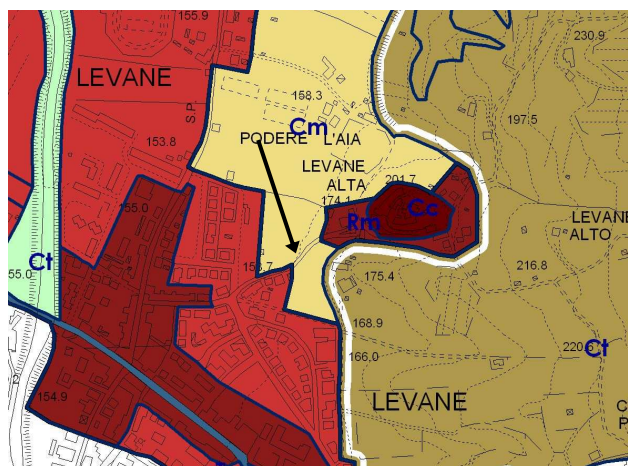 155.9
230.9
LEVANE
158.3
S.P.
197.5
Cm
153.8
PODERE L'AIA
LEVANE
ALTA
201.7
174.1
155.0
Rm
Cc
LEVANE
ALTO
Ct
155.0
216.8
175.4
168.9
220.6
Ct
166.0
154.9
LEVANE